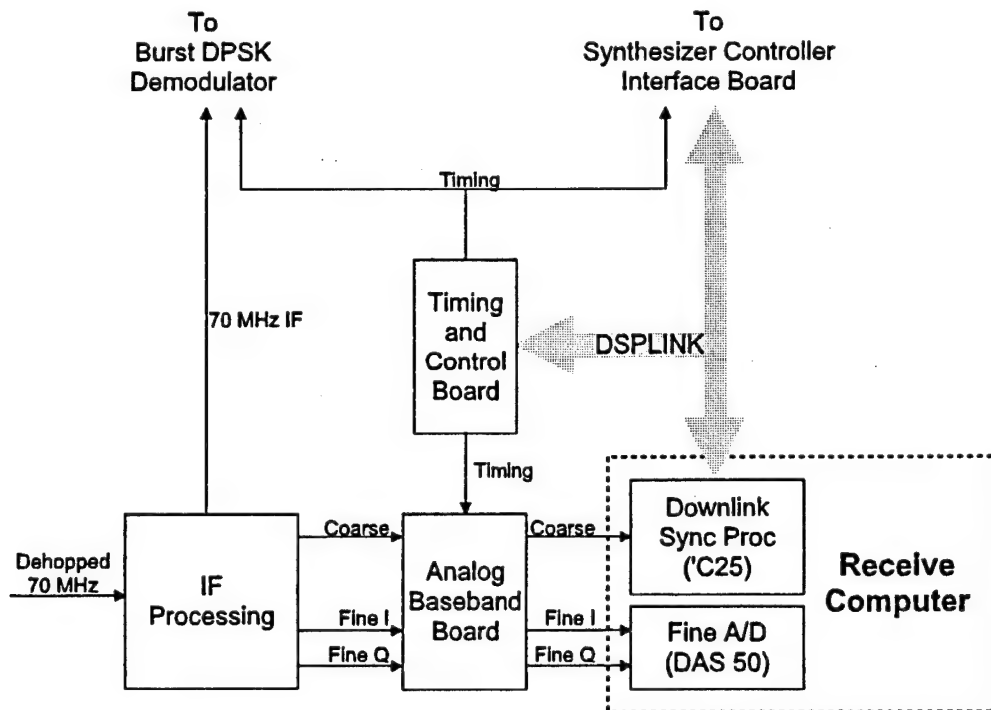 To
Burst DPSK
Demodulator
To
Synthesizer Controller
Interface Board
Timing
70 MHz IF
Timing
and
Control
Board
DSPLINK
Timing
Dehopped
70 MHz
IF
Processing
Coarse
Fine I
Fine Q
Analog
Baseband
Board
Coarse
Fine I
Fine Q
Downlink
Sync Proc
('C25)
Fine A/D
(DAS 50)
Receive
Computer